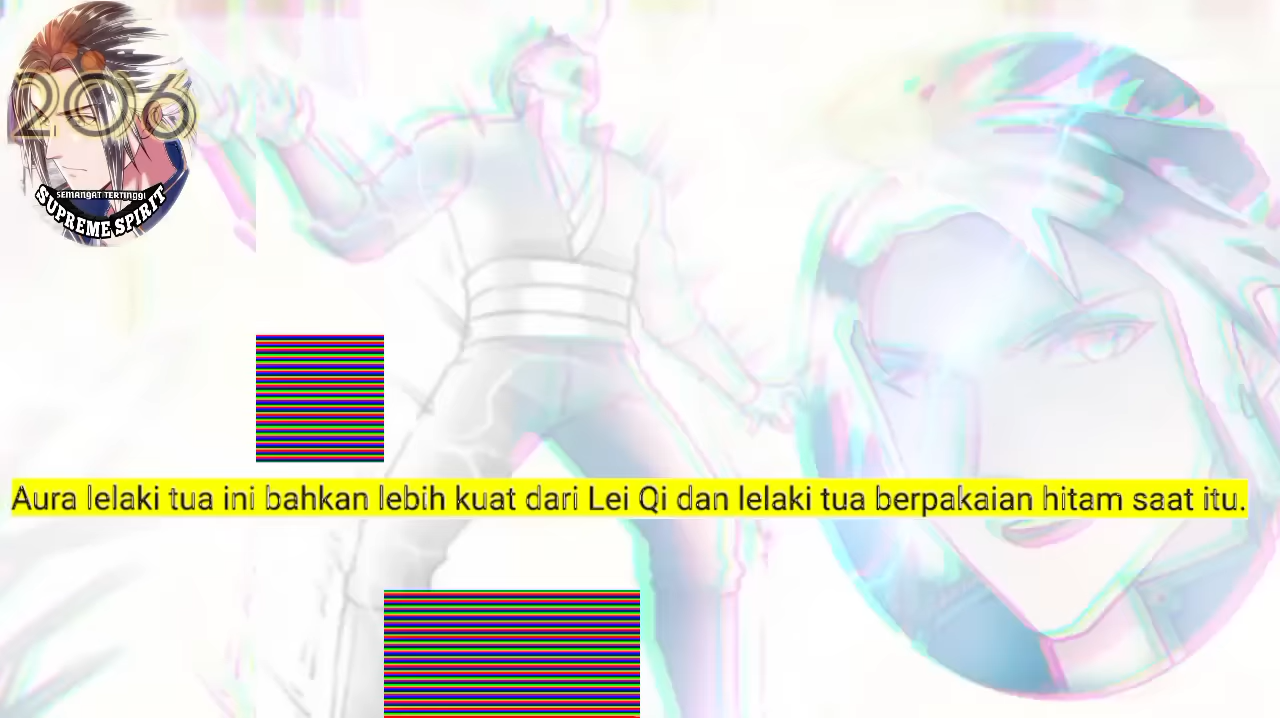 206
SEMANGAT TERTINGGI
SUPREME SPIRIT
Aura lelaki tua ini bahkan lebih kuat dari Lei Qi dan lelaki tua berpakaian hitam saat itu.